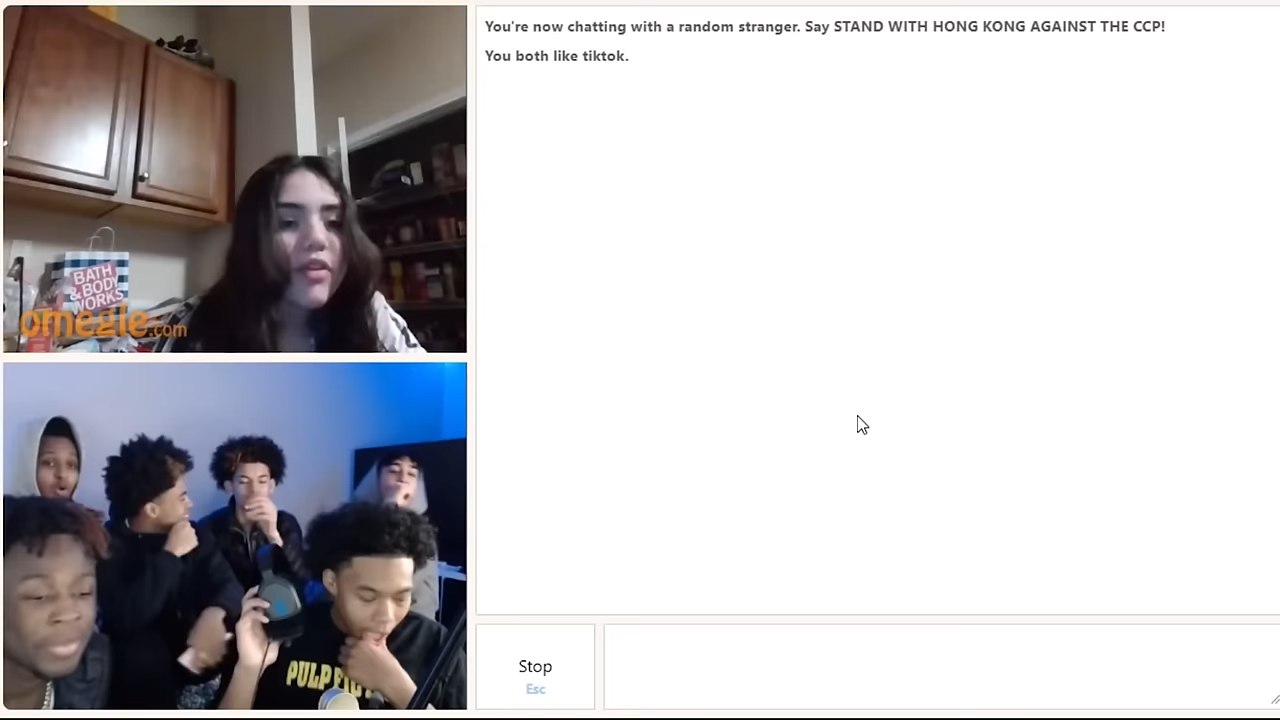 You're now chatting with a random stranger. Say STAND WITH HONG KONG AGAINST THE CCP!
You both like tiktok.
BATH
& BODY
WORKS
omegle.com
PULP FIC
Stop
Esc